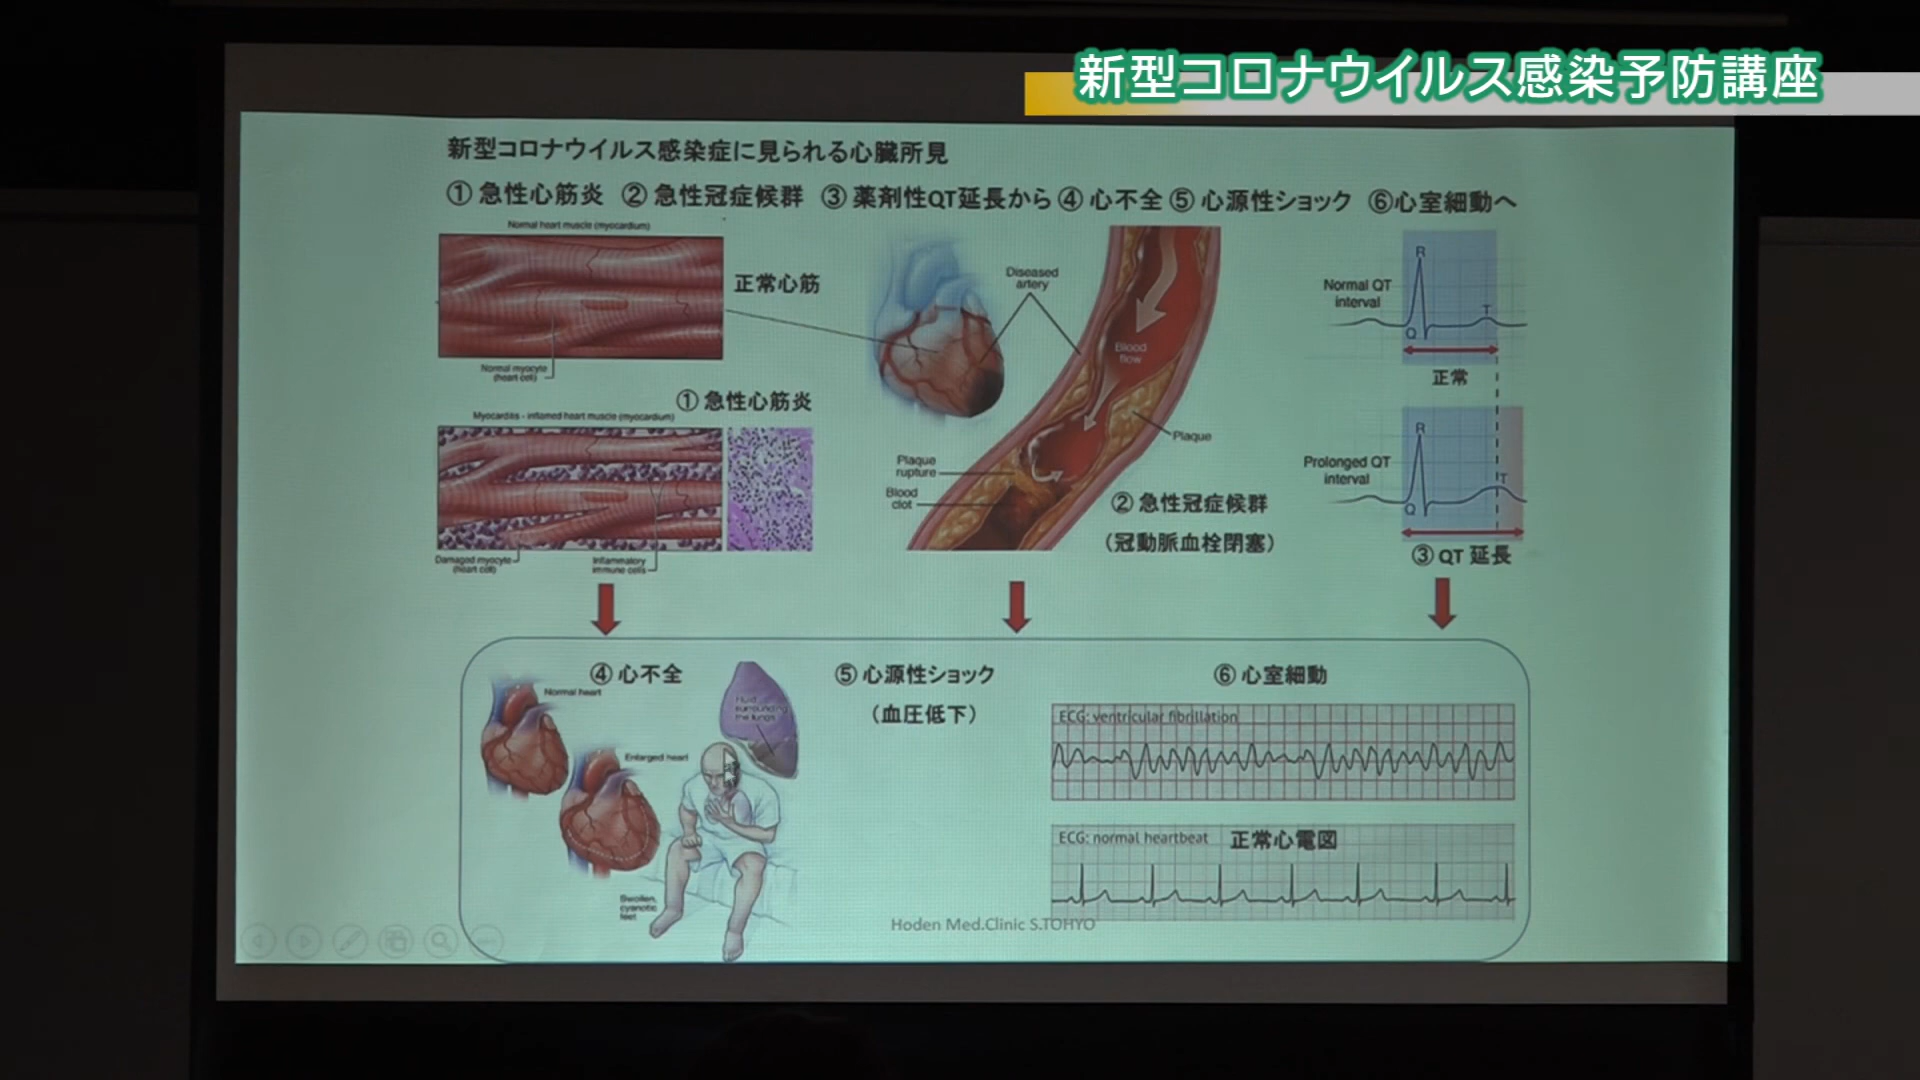 新型コロナウイルス感染予防講座
新型コロナウイルス感染症に見られる心臓所見
① 急性心筋炎 ② 急性冠症候群 ③ 薬剤性QT延長から ④ 心不全 ⑤ 心源性ショック ⑥心室細動へ
Normal heart muscle (myocardium)
正常心筋
Normal myocyte
(heart cell)
① 急性心筋炎
Myocarditis - inflamed heart muscle (myocardium)
Damaged myocyte
(heart cell)
Inflammatory
immune cells
Diseased
artery
Blood
flow
Plaque
Plaque
rupture
Blood
clot
② 急性冠症候群
（冠動脈血栓閉塞）
Normal QT
interval
R
Q
T
正常
Prolonged QT
interval
R
Q
T
③ QT 延長
④ 心不全
Normal heart
Enlarged heart
Fluid
surrounding
the lungs
Swollen,
cyanotic
feet
⑤ 心源性ショック
（血圧低下）
⑥ 心室細動
ECG: ventricular fibrillation
ECG: normal heartbeat 正常心電図
Hoden Med.Clinic S.TOHYO